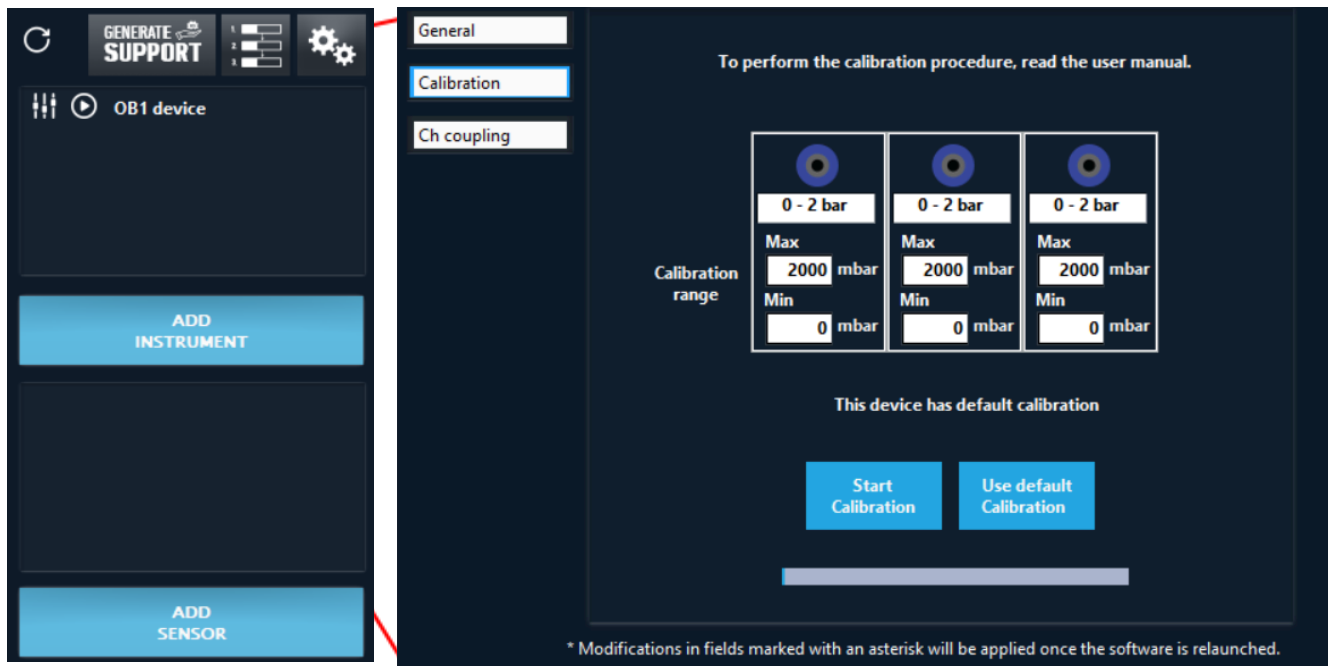 GENERATE
SUPPORT
1.
2.
3.
OB1 device
ADD
INSTRUMENT
ADD
SENSOR
General
Calibration
Ch coupling
To perform the calibration procedure, read the user manual.
0 - 2 bar
0 - 2 bar
0 - 2 bar
Calibration
range
Max
2000 mbar
Min
0 mbar
Max
2000 mbar
Min
0 mbar
Max
2000 mbar
Min
0 mbar
This device has default calibration
Start
Calibration
Use default
Calibration
* Modifications in fields marked with an asterisk will be applied once the software is relaunched.